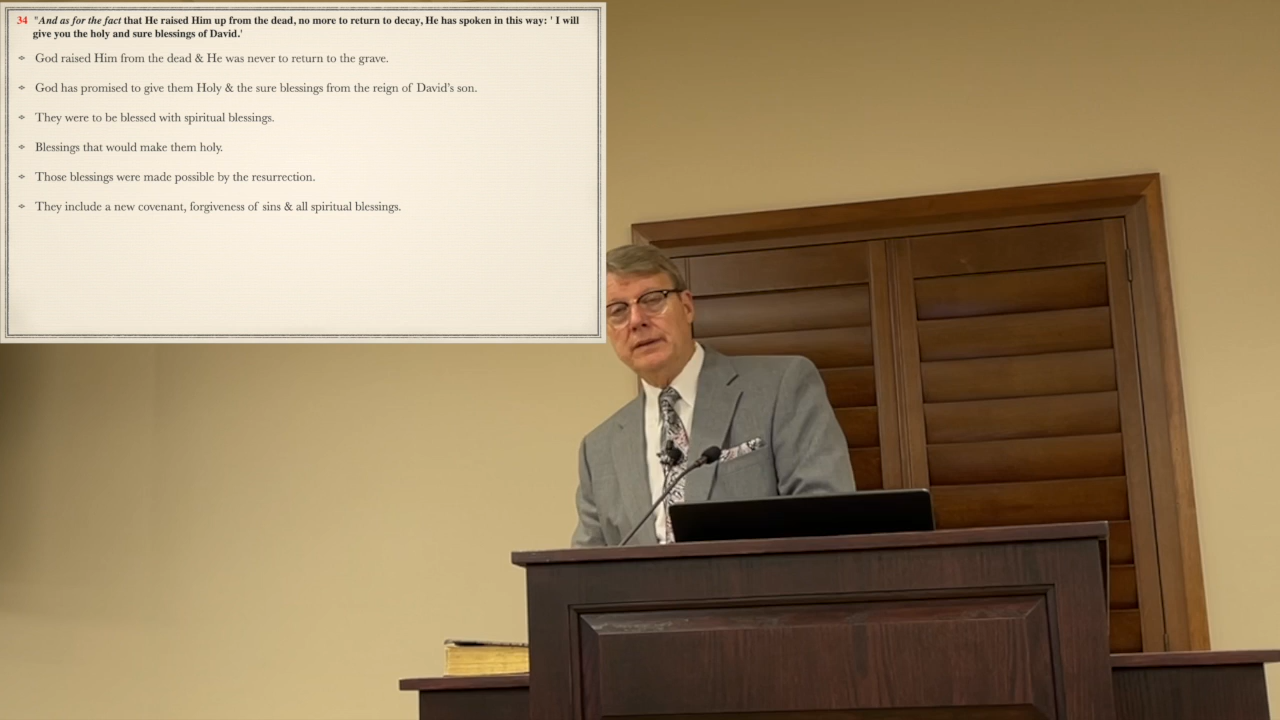 34 "And as for the fact that He raised Him up from the dead, no more to return to decay, He has spoken in this way: ' I will
give you the holy and sure blessings of David.'
God raised Him from the dead & He was never to return to the grave.
God has promised to give them Holy & the sure blessings from the reign of David's son.
They were to be blessed with spiritual blessings.
Blessings that would make them holy.
Those blessings were made possible by the resurrection.
They include a new covenant, forgiveness of sins & all spiritual blessings.